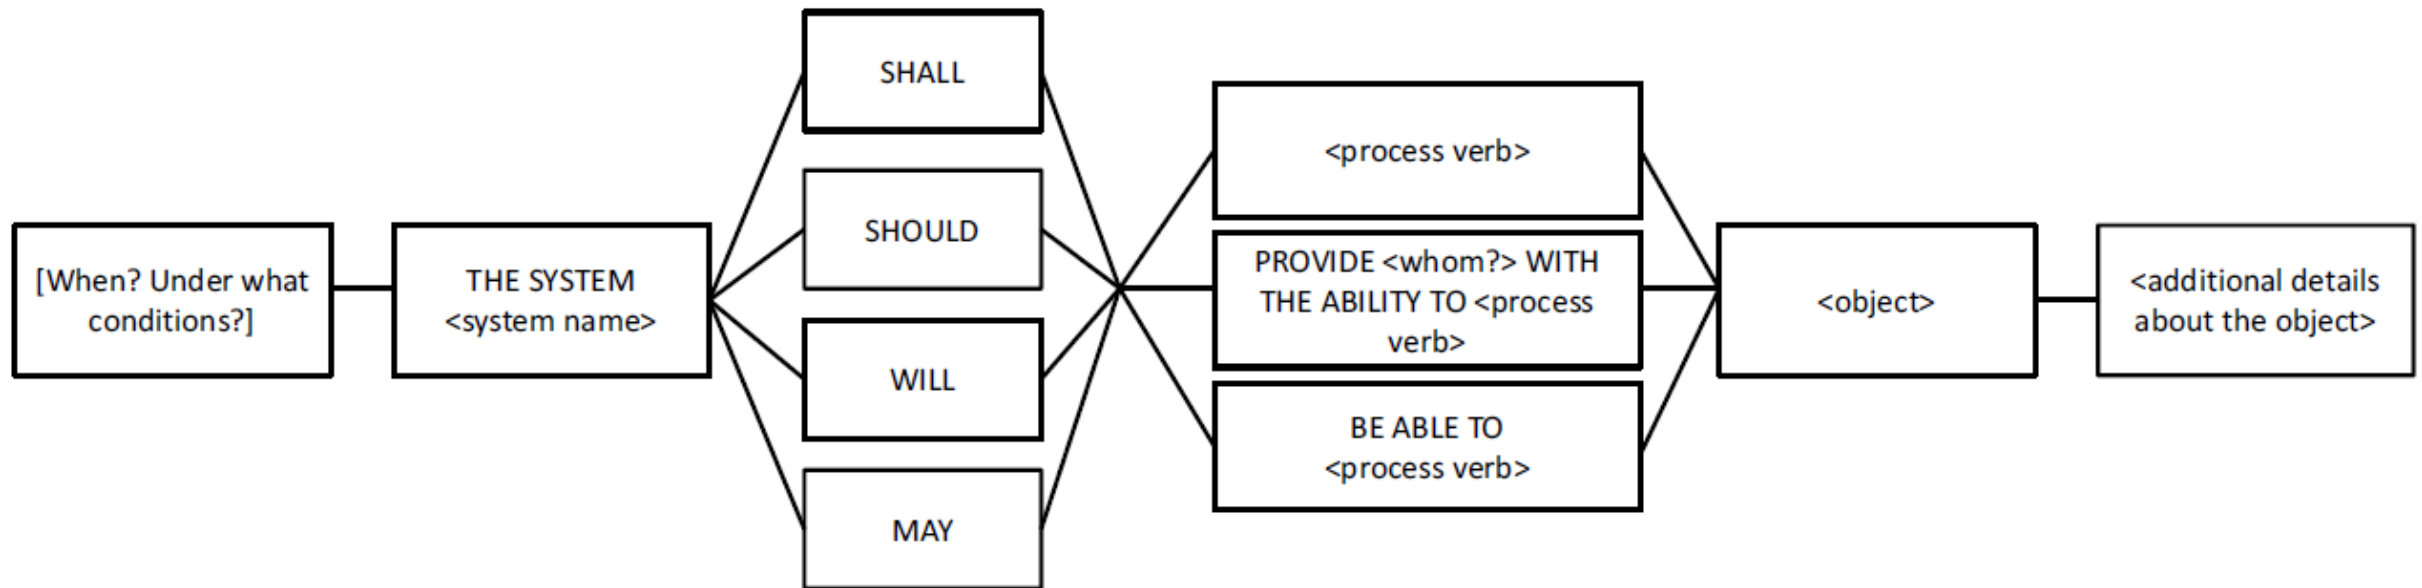 [When? Under what
conditions?]
THE SYSTEM
<system name>
SHALL
SHOULD
WILL
MAY
<process verb>
PROVIDE <whom?> WITH
THE ABILITY TO <process
verb>
BE ABLE TO
<process verb>
<object>
<additional details
about the object>